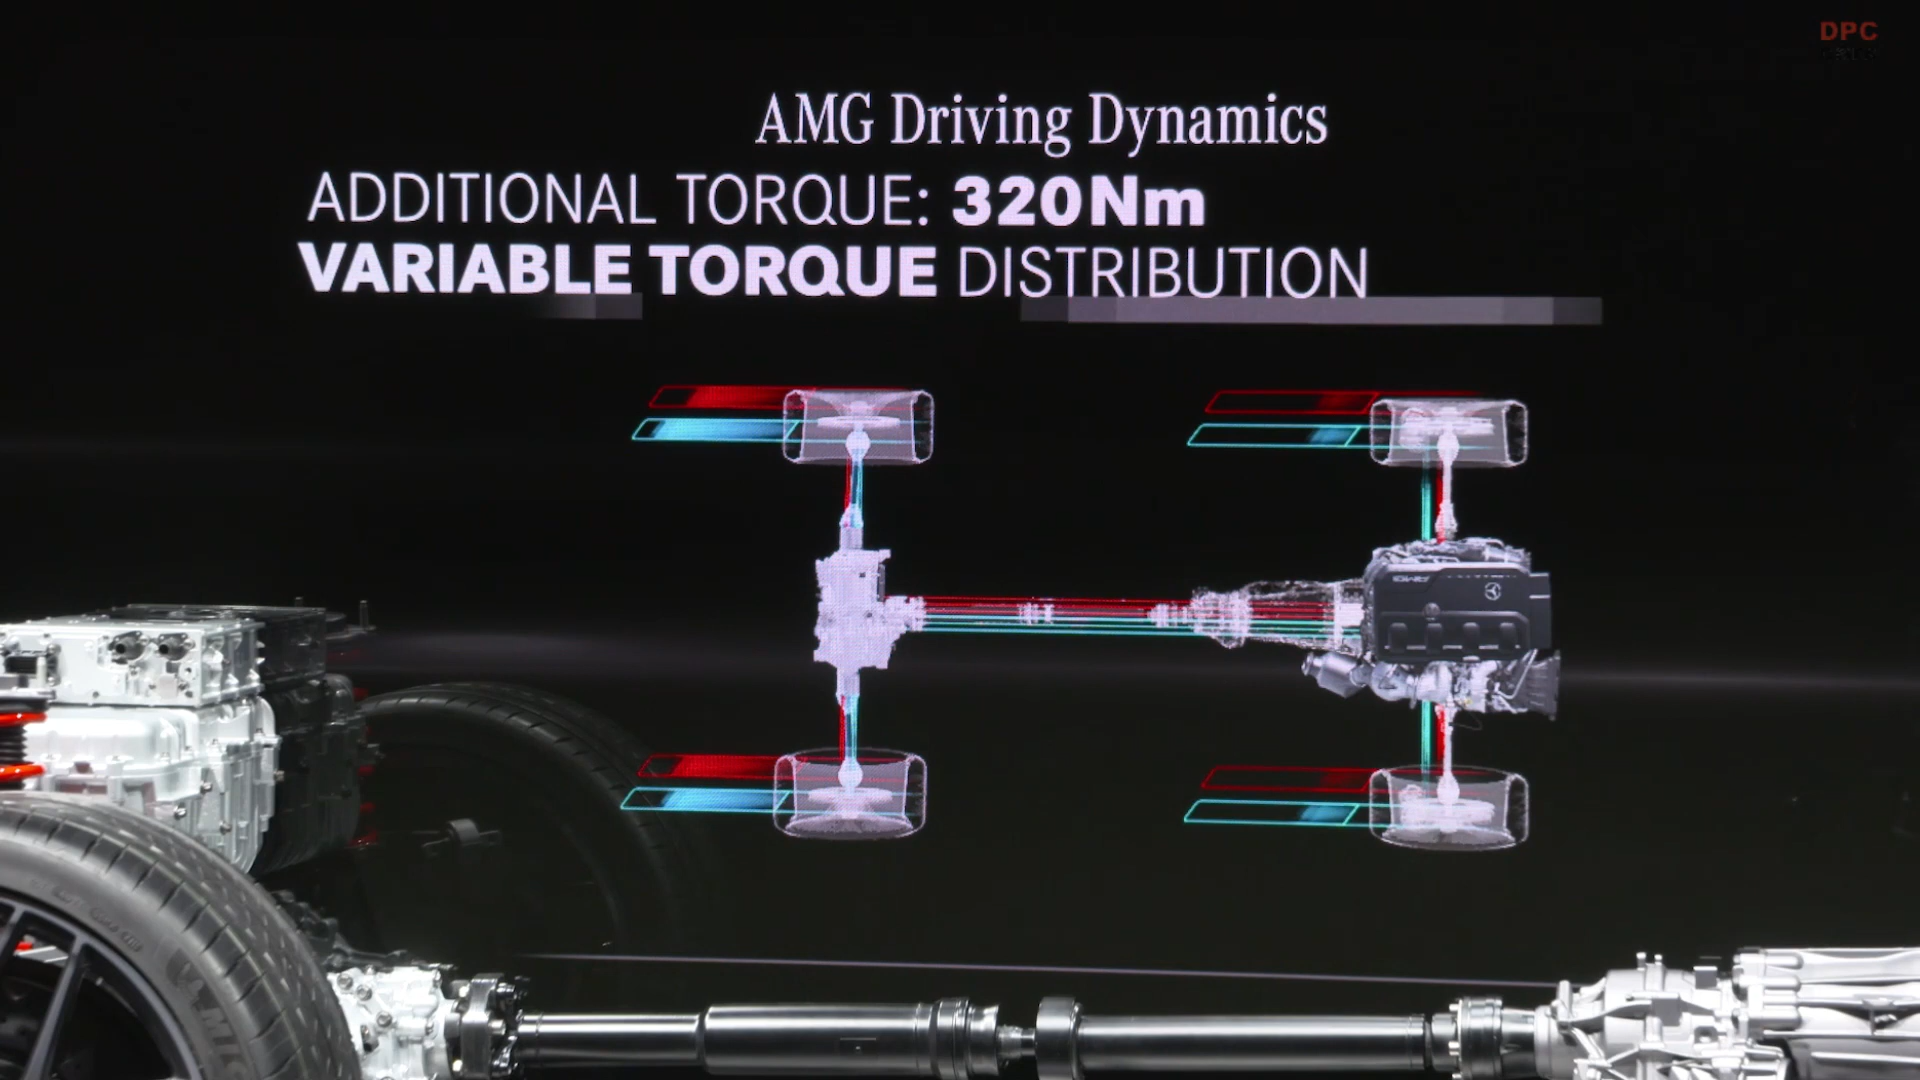 DPC
AMG Driving Dynamics
ADDITIONAL TORQUE: 320Nm
VARIABLE TORQUE DISTRIBUTION